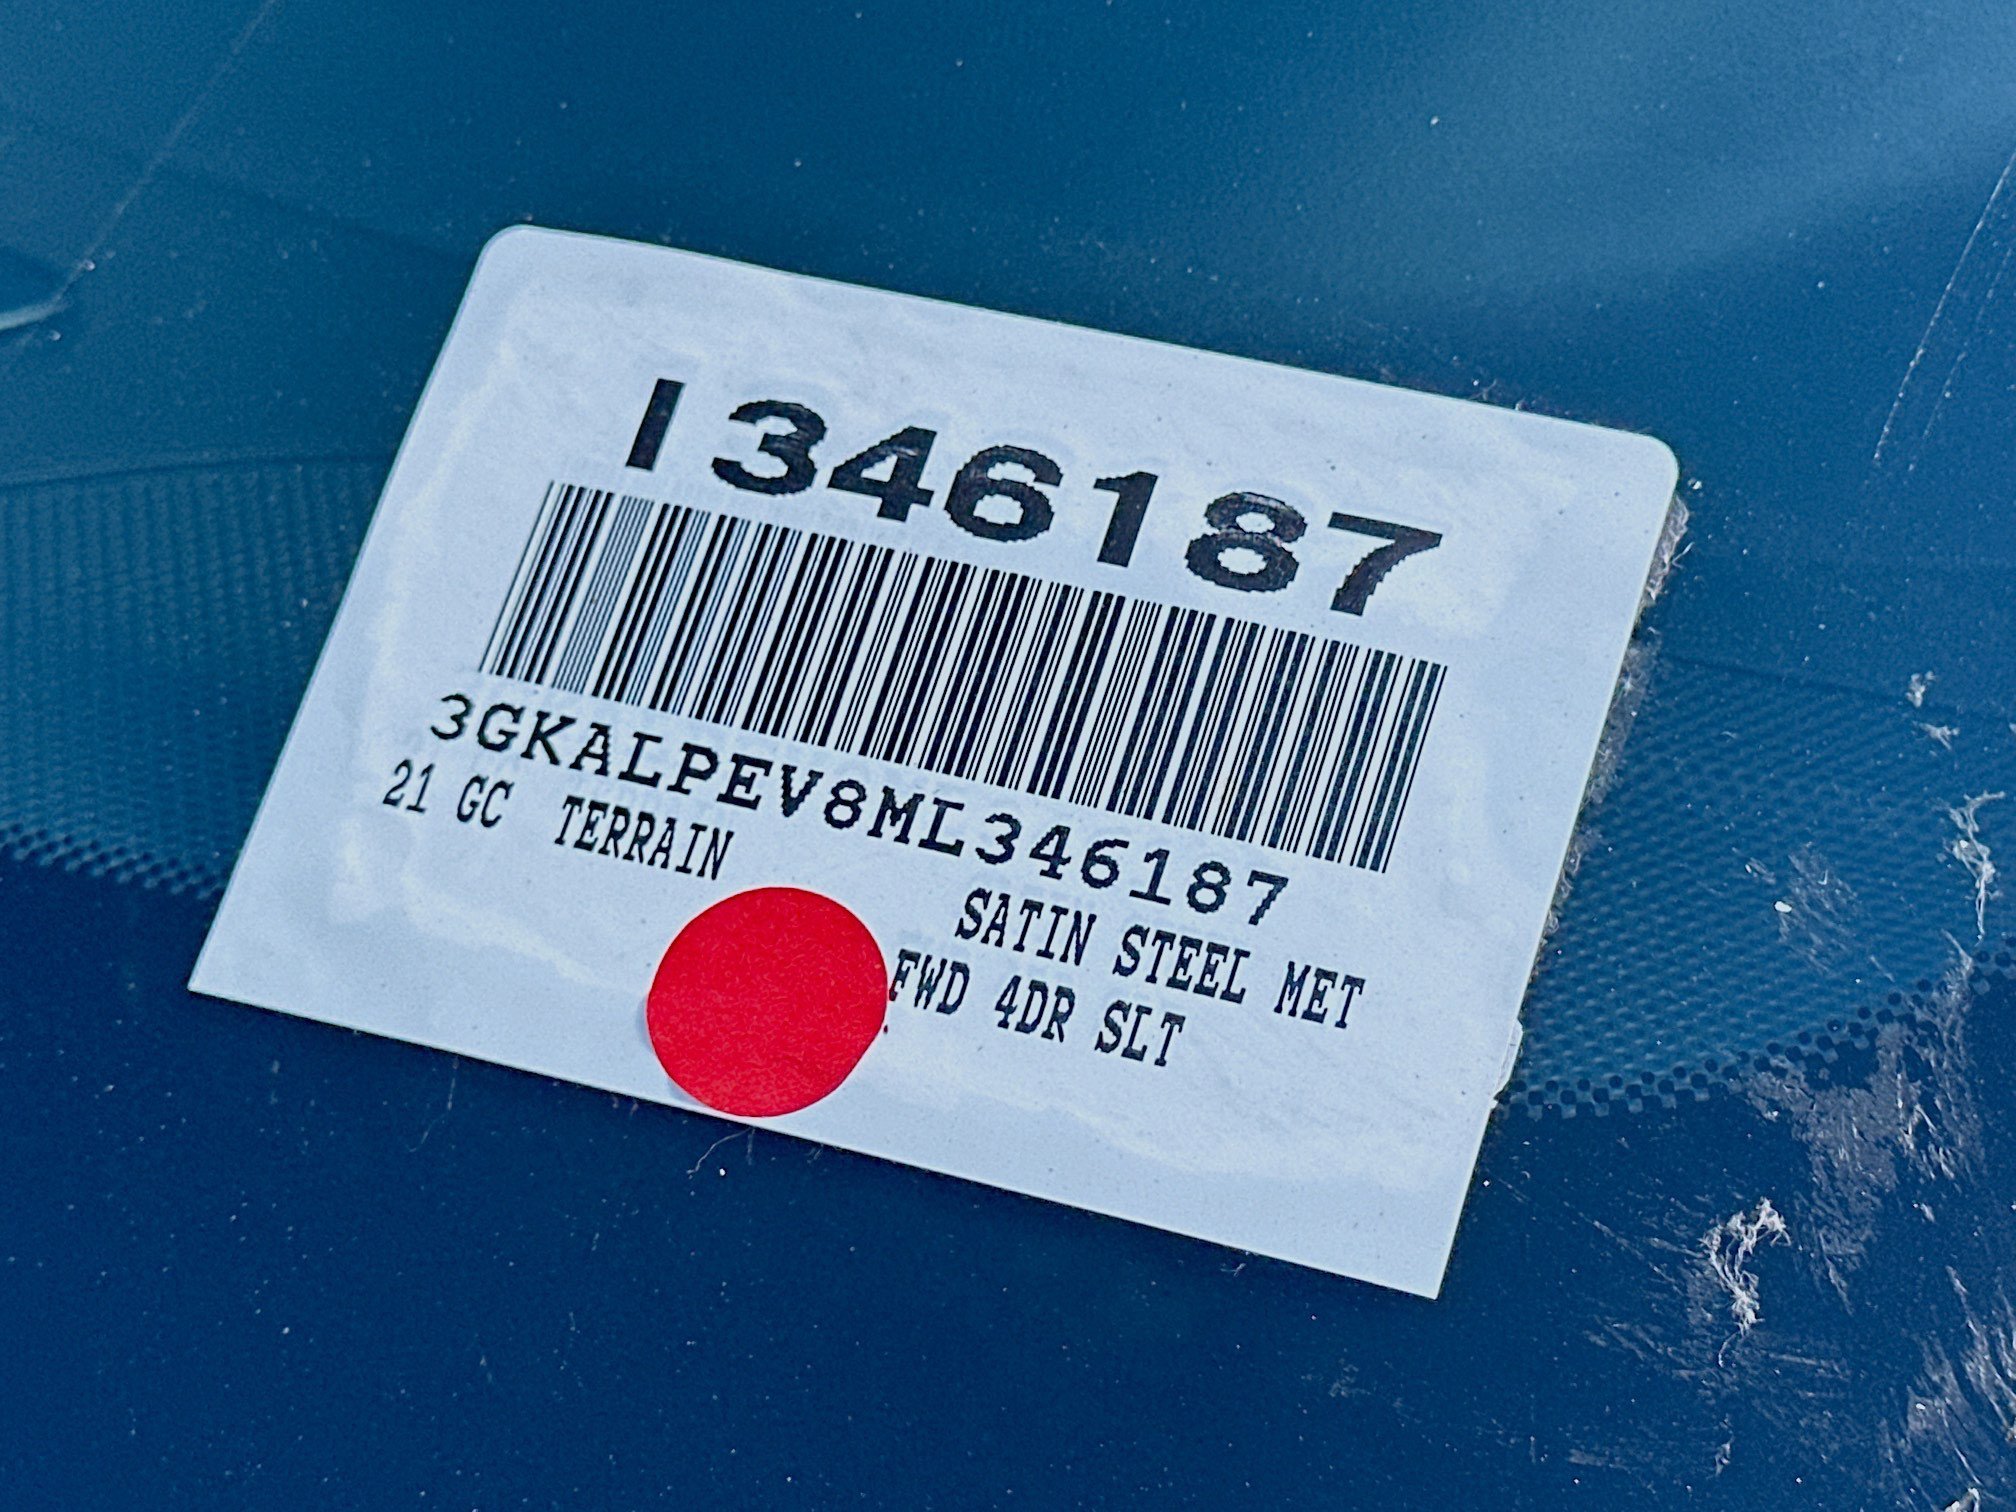 I346187
3GKALPEV8ML346187
21 GC TERRAIN
SATIN STEEL MET
FWD 4DR SLT